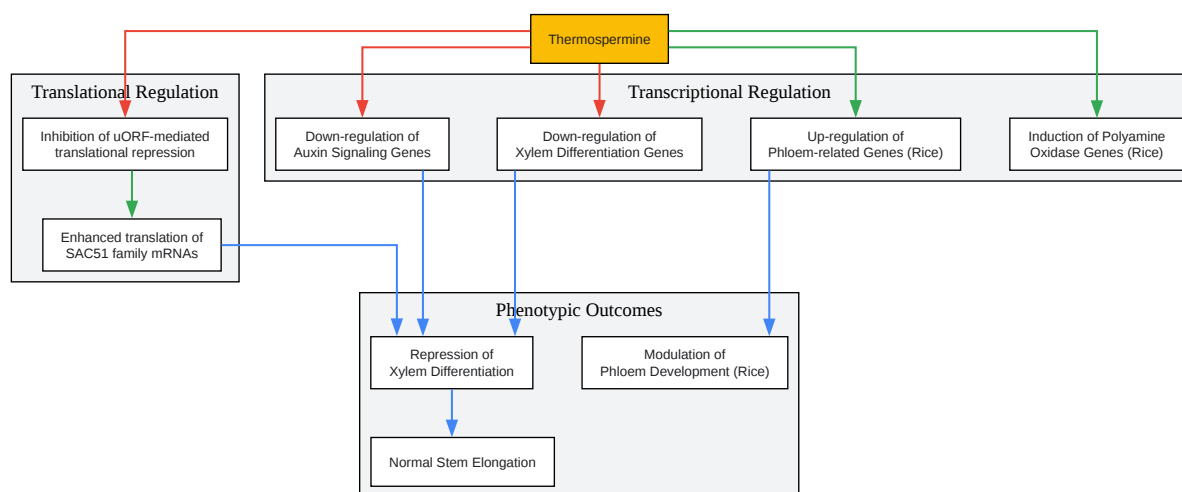 Thermospermine
Translational Regulation
Transcriptional Regulation
Inhibition of uORF-mediated
translational repression
Down-regulation of
Auxin Signaling Genes
Down-regulation of
Xylem Differentiation Genes
Up-regulation of
Phloem-related Genes (Rice)
Induction of Polyamine
Oxidase Genes (Rice)
Enhanced translation of
SAC51 family mRNAs
Phenotypic Outcomes
Repression of
Xylem Differentiation
Modulation of
Phloem Development (Rice)
Normal Stem Elongation